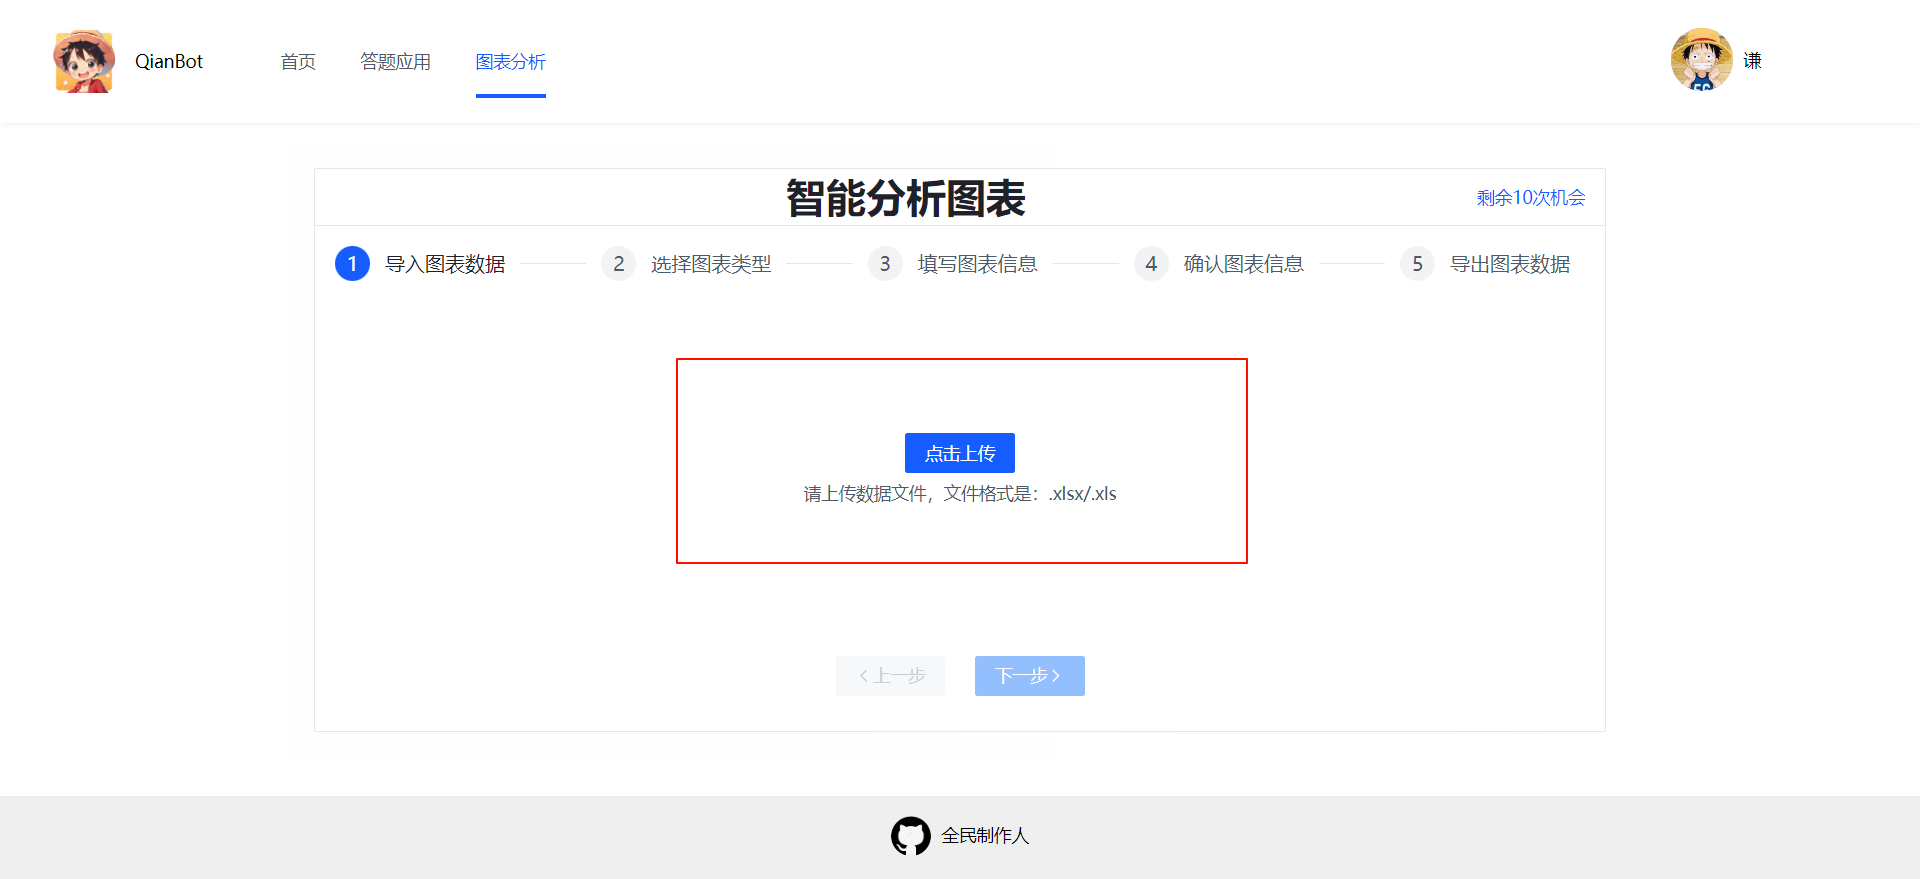 QianBot 首页 答题应用 图表分析 谦
智能分析图表 剩余10次机会
1 导入图表数据 2 选择图表类型 3 填写图表信息 4 确认图表信息 5 导出图表数据
点击上传
请上传数据文件，文件格式是：.xlsx/.xls
上一步 下一步
全民制作人